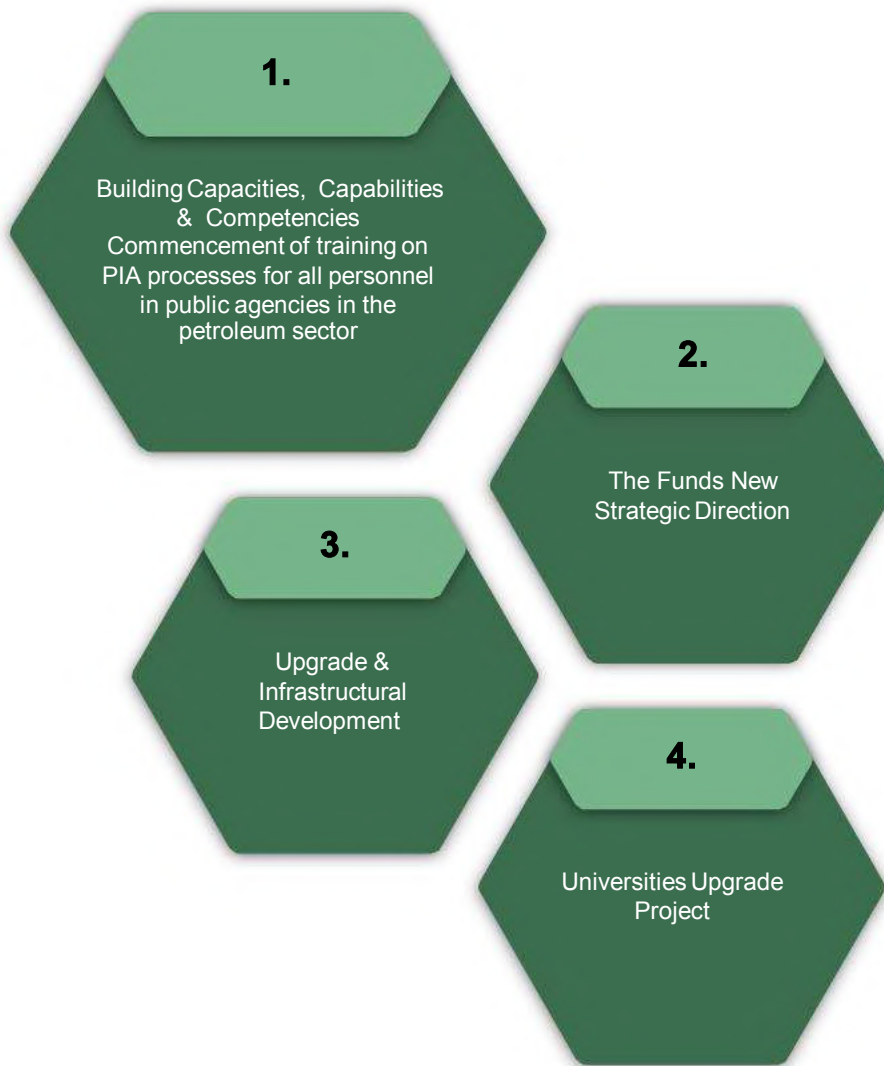 1.
Building Capacities, Capabilities
& Competencies
Commencement of training on
PIA processes for all personnel
in public agencies in the
petroleum sector
2.
The Funds New
Strategic Direction
3.
Upgrade &
Infrastructural
Development
4.
Universities Upgrade
Project